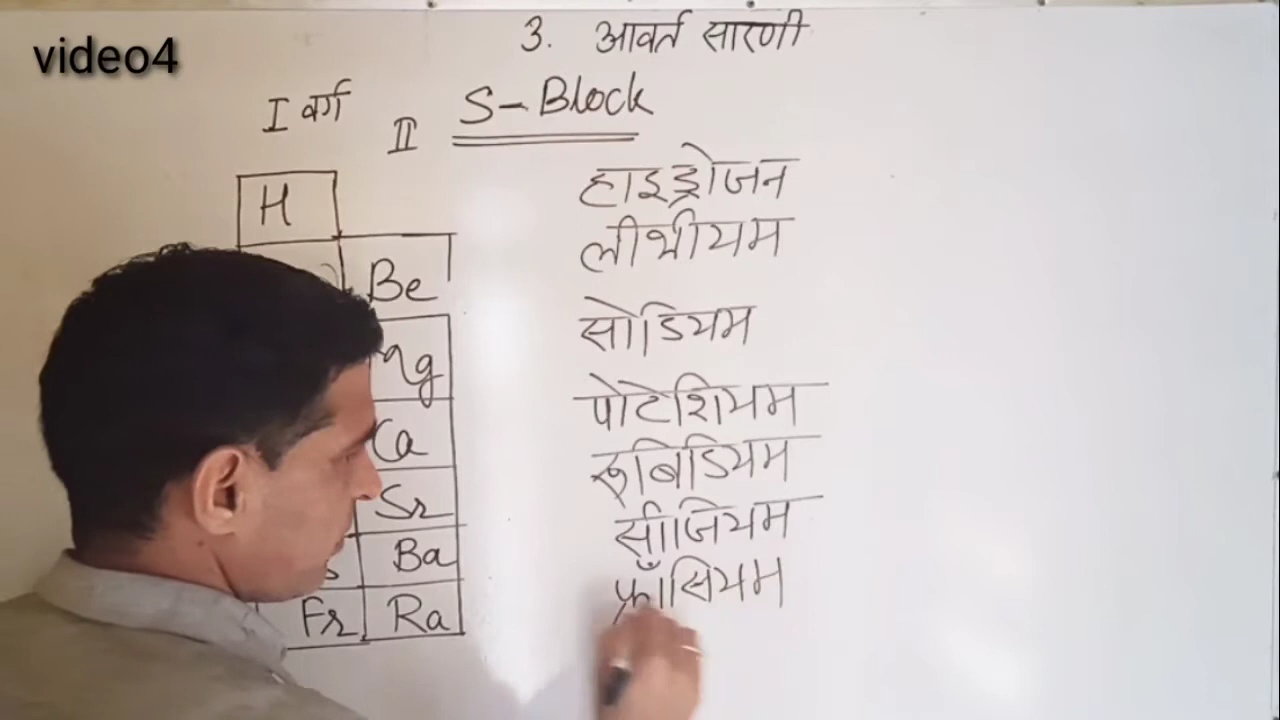 video4
3. आवर्त सारणी
I वर्ग II S-Block
H
Be
Ca
Sr
Ba
Fr Ra
हाइड्रोजन
लीथीयम
सोडियम
पोटेशियम
रूबिडियम
सीजियम
फ्राँसियम